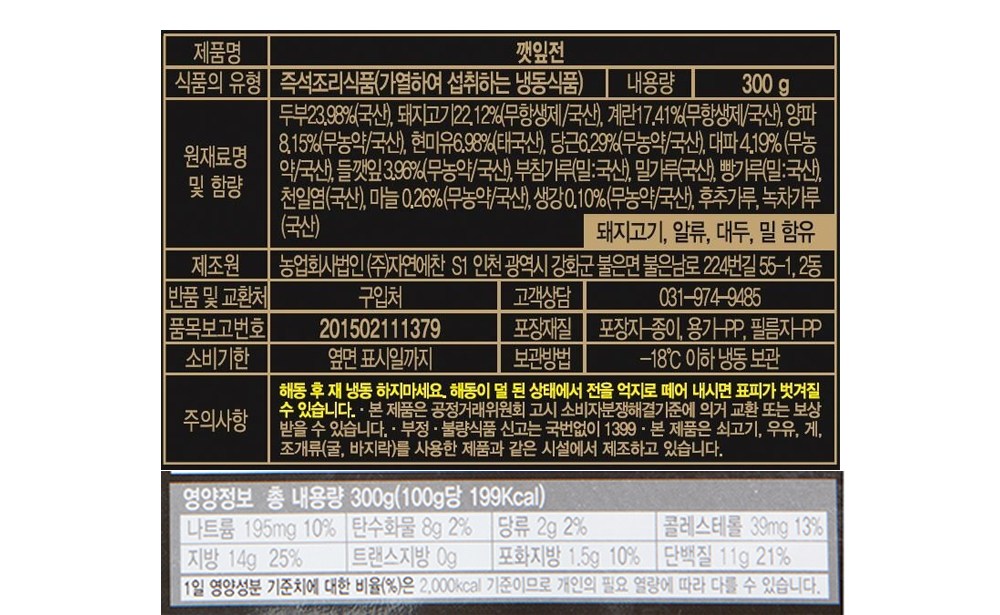 제품명 깻잎전
식품의 유형 즉석조리식품(가열하여 섭취하는 냉동식품) 내용량 300 g
원재료명 및 함량
두부23.98%(국산), 돼지고기22.12%(무항생제/국산), 계란17.41%(무항생제/국산), 양파
8.15%(무농약/국산), 현미유6.98%(태국산), 당근6.29%(무농약/국산), 대파4.19% (무농
약/국산), 들깻잎3.96%(무농약/국산), 부침가루(밀:국산), 밀가루(국산), 빵가루(밀:국산),
천일염(국산), 마늘 0.26%(무농약/국산), 생강0.10%(무농약/국산), 후추가루, 녹차가루
(국산)
돼지고기, 알류, 대두, 밀 함유
제조원 농업회사법인 (주)자연에찬 S1 인천 광역시 강화군 불은면 불은남로 224번길 55-1, 2동
반품 및 교환처 구입처 고객상담 031-974-9485
품목보고번호 201502111379 포장재질 포장지-종이, 용기-PP, 필름지-PP
소비기한 옆면 표시일까지 보관방법 -18℃ 이하 냉동 보관
주의사항
해동 후 재 냉동 하지마세요. 해동이 덜 된 상태에서 전을 억지로 떼어 내시면 표피가 벗겨질
수 있습니다. · 본 제품은 공정거래위원회 고시 소비자분쟁해결기준에 의거 교환 또는 보상
받을 수 있습니다. · 부정 · 불량식품 신고는 국번없이 1399 · 본 제품은 쇠고기, 우유, 게,
조개류(굴, 바지락)를 사용한 제품과 같은 시설에서 제조하고 있습니다.
영양정보 총 내용량 300g(100g당 199Kcal)
나트륨 195mg 10% 탄수화물 8g 2% 당류 2g 2% 콜레스테롤 39mg 13%
지방 14g 25% 트랜스지방 0g 포화지방 1.5g 10% 단백질 11g 21%
1일 영양성분 기준치에 대한 비율(%)은 2,000kcal 기준이므로 개인의 필요 열량에 따라 다를 수 있습니다.